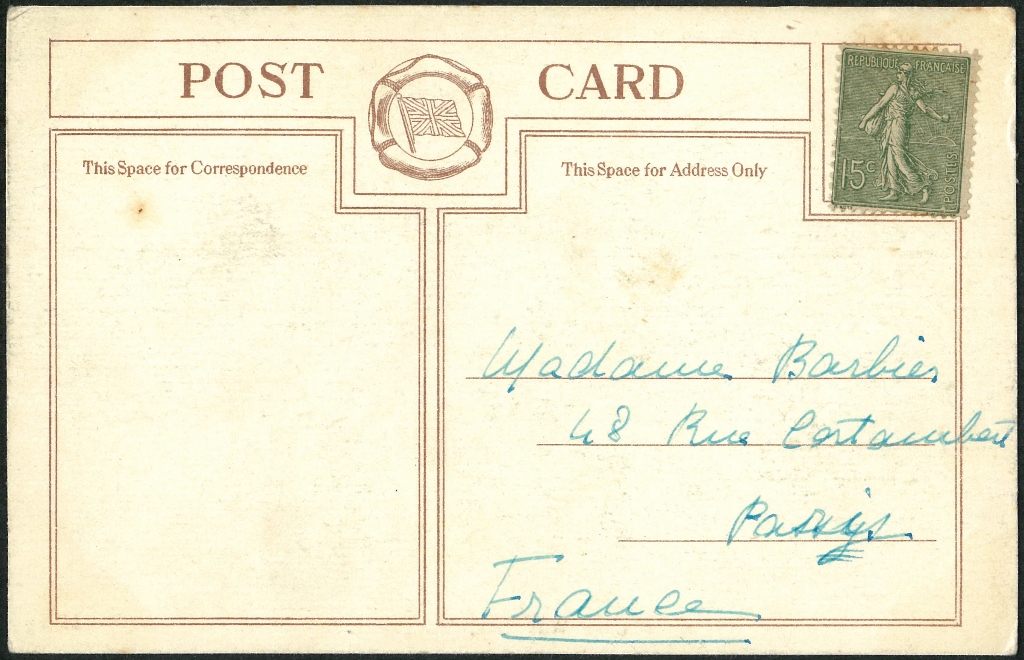 POST CARD
This Space for Correspondence
This Space for Address Only
REPUBLIQUE FRANÇAISE
15c
POSTES
Madame Barbier
48 Rue Cortambert
France